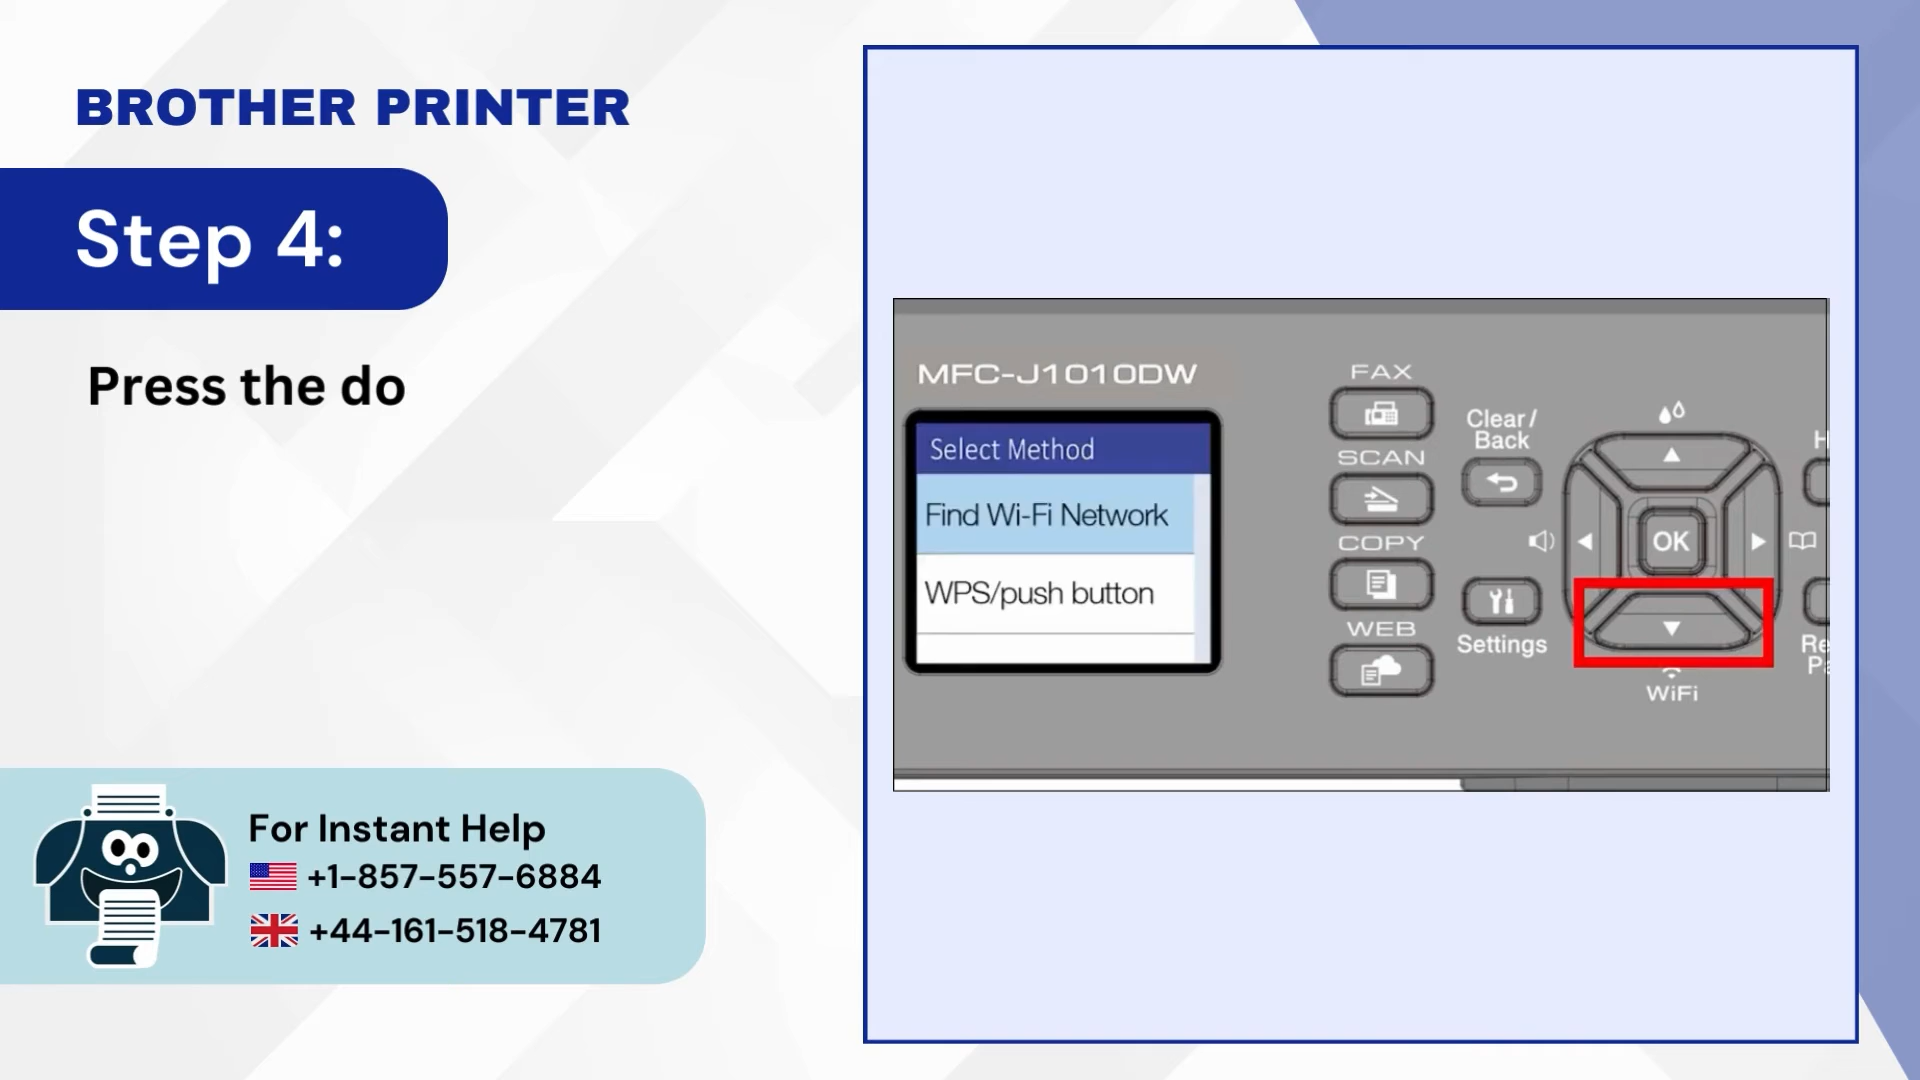 BROTHER PRINTER
Step 4:
Press the do
For Instant Help
+1-857-557-6884
+44-161-518-4781
MFC-J1010DW
Select Method
Find Wi-Fi Network
WPS/push button
FAX
SCAN
COPY
WEB
Clear/
Back
Settings
OK
WiFi